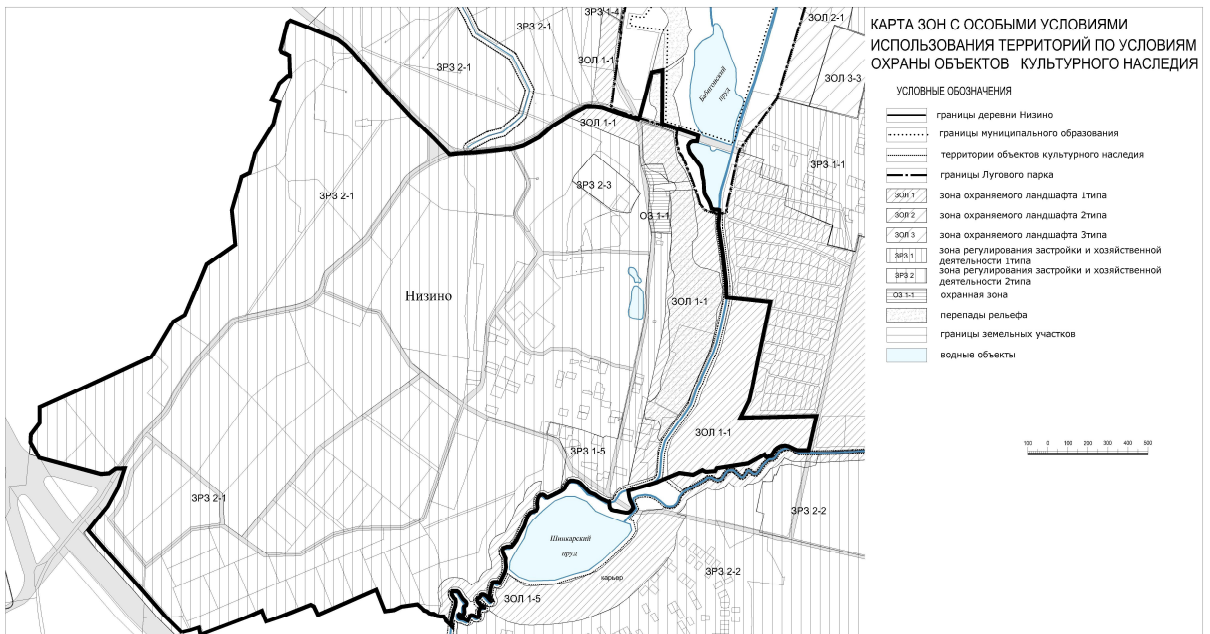 КАРТА ЗОН С ОСОБЫМИ УСЛОВИЯМИ
ИСПОЛЬЗОВАНИЯ ТЕРРИТОРИЙ ПО УСЛОВИЯМ
ОХРАНЫ ОБЪЕКТОВ КУЛЬТУРНОГО НАСЛЕДИЯ
УСЛОВНЫЕ ОБОЗНАЧЕНИЯ
границы деревни Низино
границы муниципального образования
территории объектов культурного наследия
границы Лугового парка
ЗОЛ 1 зона охраняемого ландшафта 1типа
ЗОЛ 2 зона охраняемого ландшафта 2типа
ЗОЛ 3 зона охраняемого ландшафта 3типа
ЗРЗ 1 зона регулирования застройки и хозяйственной
деятельности 1типа
ЗРЗ 2 зона регулирования застройки и хозяйственной
деятельности 2типа
ОЗ 1-1 охранная зона
перепады рельефа
границы земельных участков
водные объекты
100 0 100 200 300 400 500
ЗРЗ 1-4
ЗРЗ 2-1
ЗОЛ 2-1
ЗРЗ 2-1
ЗОЛ 1-1
ЗОЛ 3-3
Бабигонский
пруд
ЗОЛ 1-1
ЗРЗ 1-1
ЗРЗ 2-3
ЗРЗ 2-1
ОЗ 1-1
Низино
ЗОЛ 1-1
ЗОЛ 1-1
ЗРЗ 1-5
ЗРЗ 2-1
ЗРЗ 2-2
Шинкарский
пруд
карьер
ЗРЗ 2-2
ЗОЛ 1-5